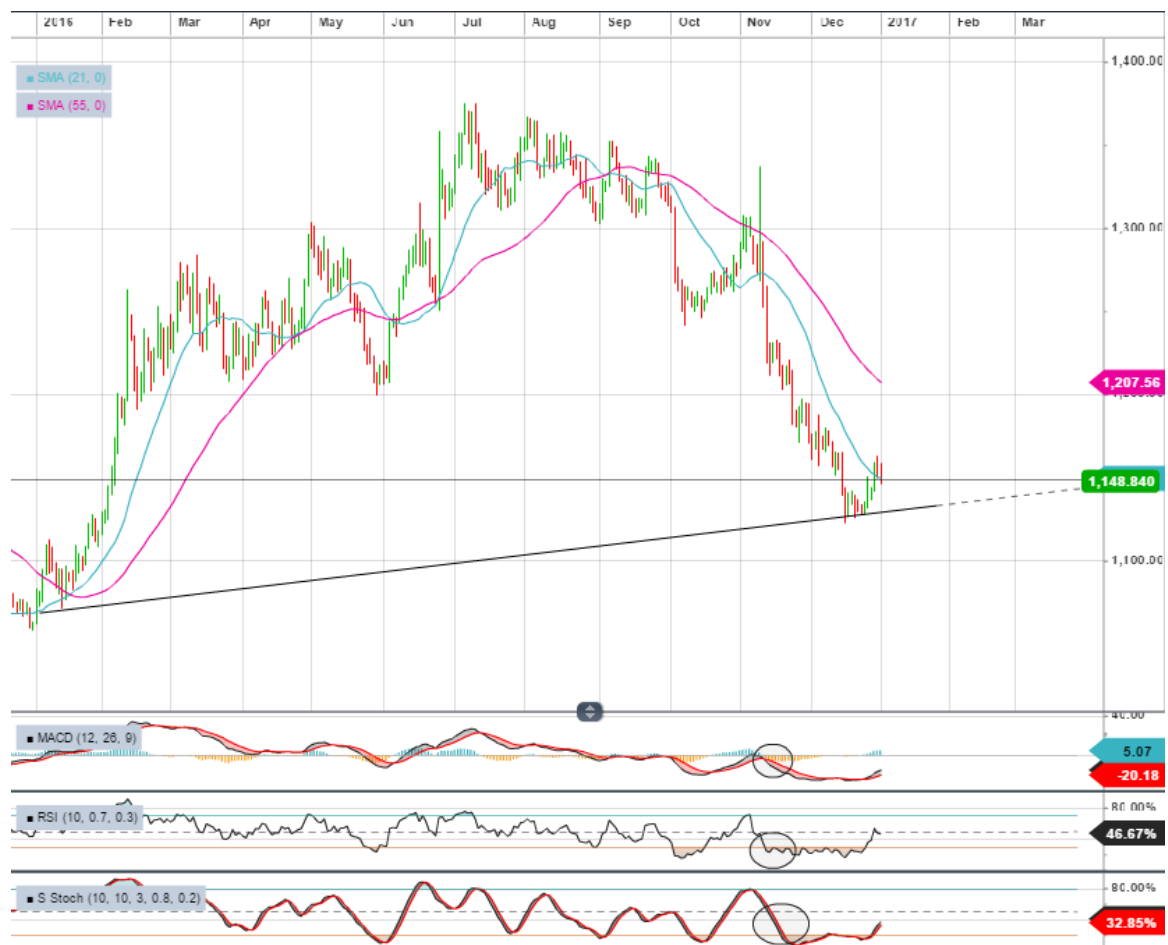 2016 Feb Mar Apr May Jun Jul Aug Sep Oct Nov Dec 2017 Feb Mar
1,400.00
SMA (21, 0)
SMA (55, 0)
1,300.00
1,207.56
1,148.840
1,100.00
40.00
MACD (12, 26, 9)
5.07
-20.18
80.00%
RSI (10, 0.7, 0.3)
46.67%
80.00%
S Stoch (10, 10, 3, 0.8, 0.2)
32.85%